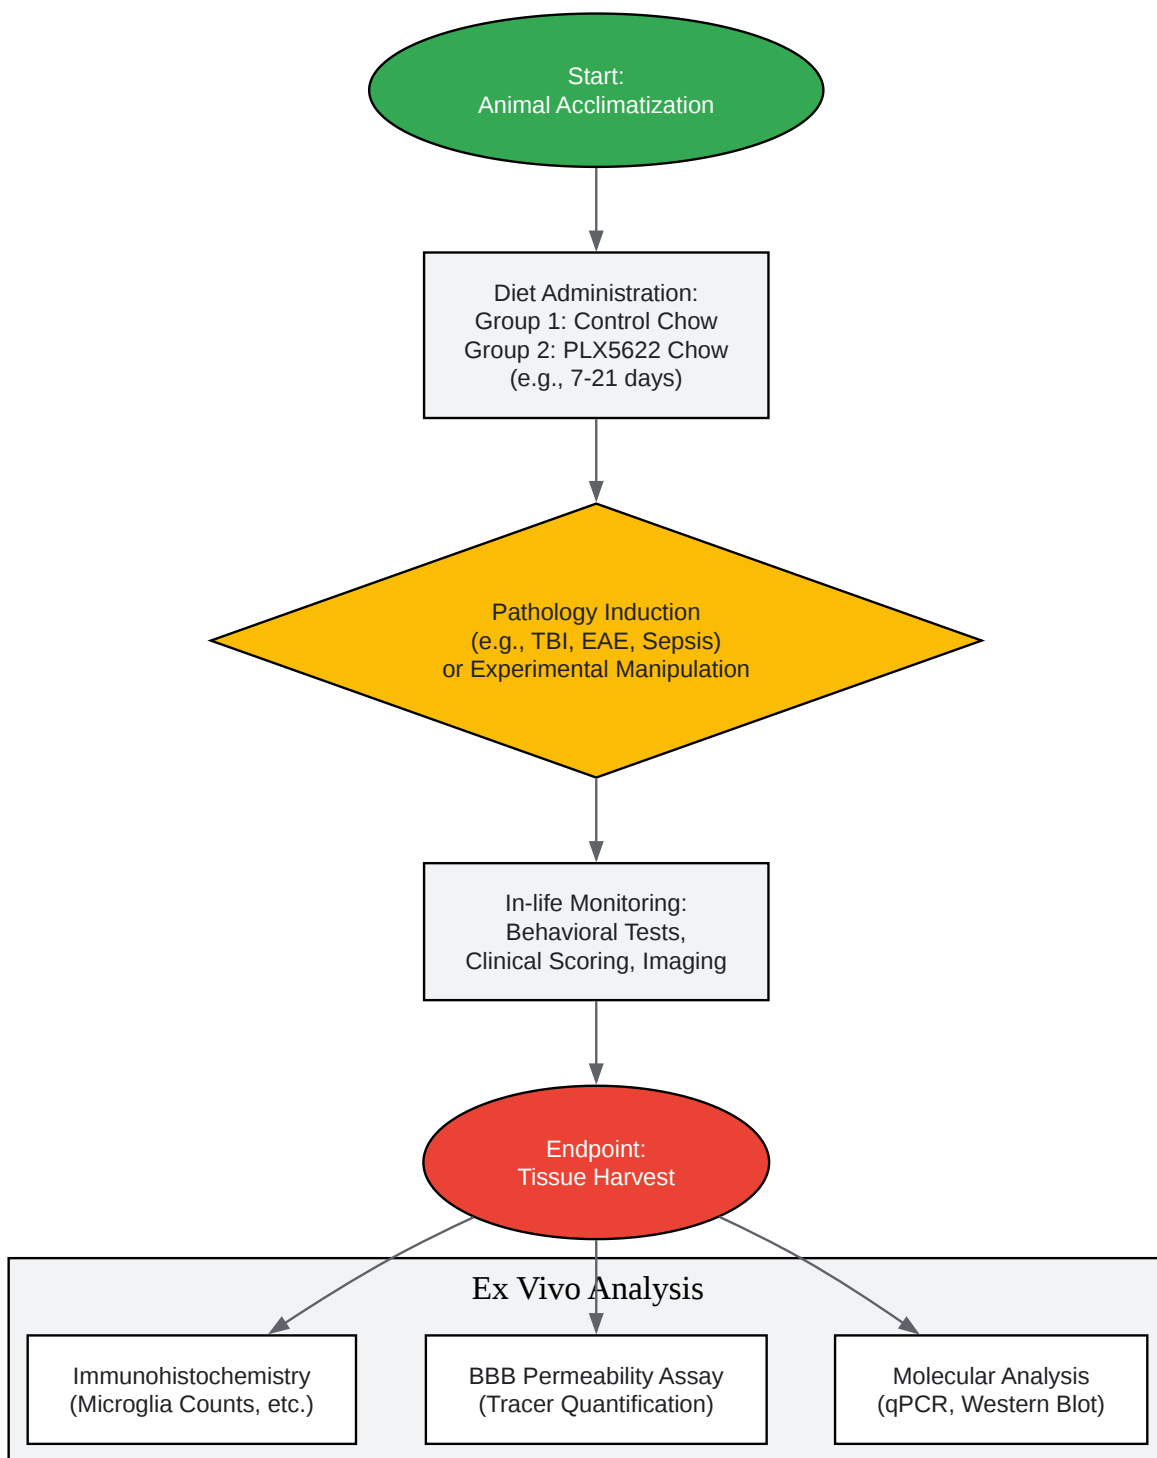 Start:
Animal Acclimatization
Diet Administration:
Group 1: Control Chow
Group 2: PLX5622 Chow
(e.g., 7-21 days)
Pathology Induction
(e.g., TBI, EAE, Sepsis)
or Experimental Manipulation
In-life Monitoring:
Behavioral Tests,
Clinical Scoring, Imaging
Endpoint:
Tissue Harvest
Ex Vivo Analysis
Immunohistochemistry
(Microglia Counts, etc.)
BBB Permeability Assay
(Tracer Quantification)
Molecular Analysis
(qPCR, Western Blot)